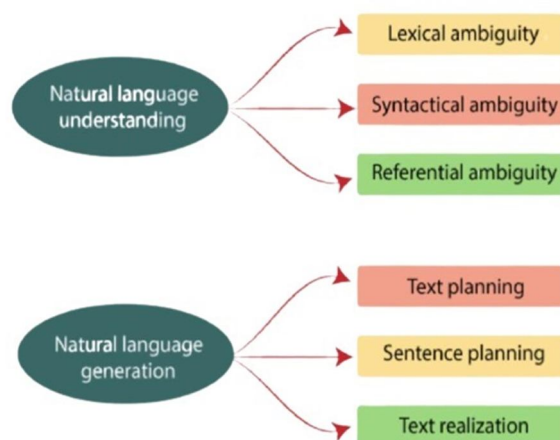 Lexical ambiguity
Natural language
understanding
Syntactical ambiguity
Referential ambiguity
Text planning
Natural language
generation
Sentence planning
Text realization